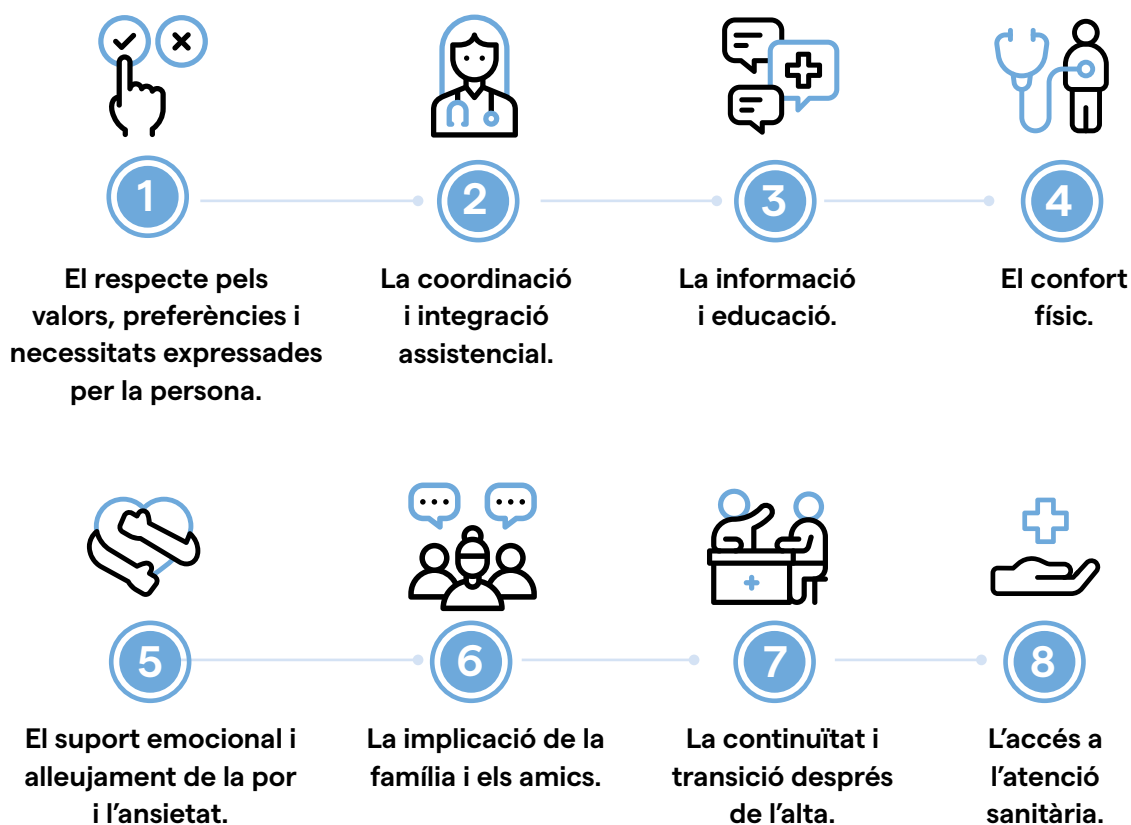 1
El respecte pels
valors, preferències i
necessitats expressades
per la persona.
2
La coordinació
i integració
assistencial.
3
La informació
i educació.
4
El confort
físic.
5
El suport emocional i
alleujament de la por
i l'ansietat.
6
La implicació de la
família i els amics.
7
La continuïtat i
transició després
de l'alta.
8
L'accés a
l'atenció
sanitària.